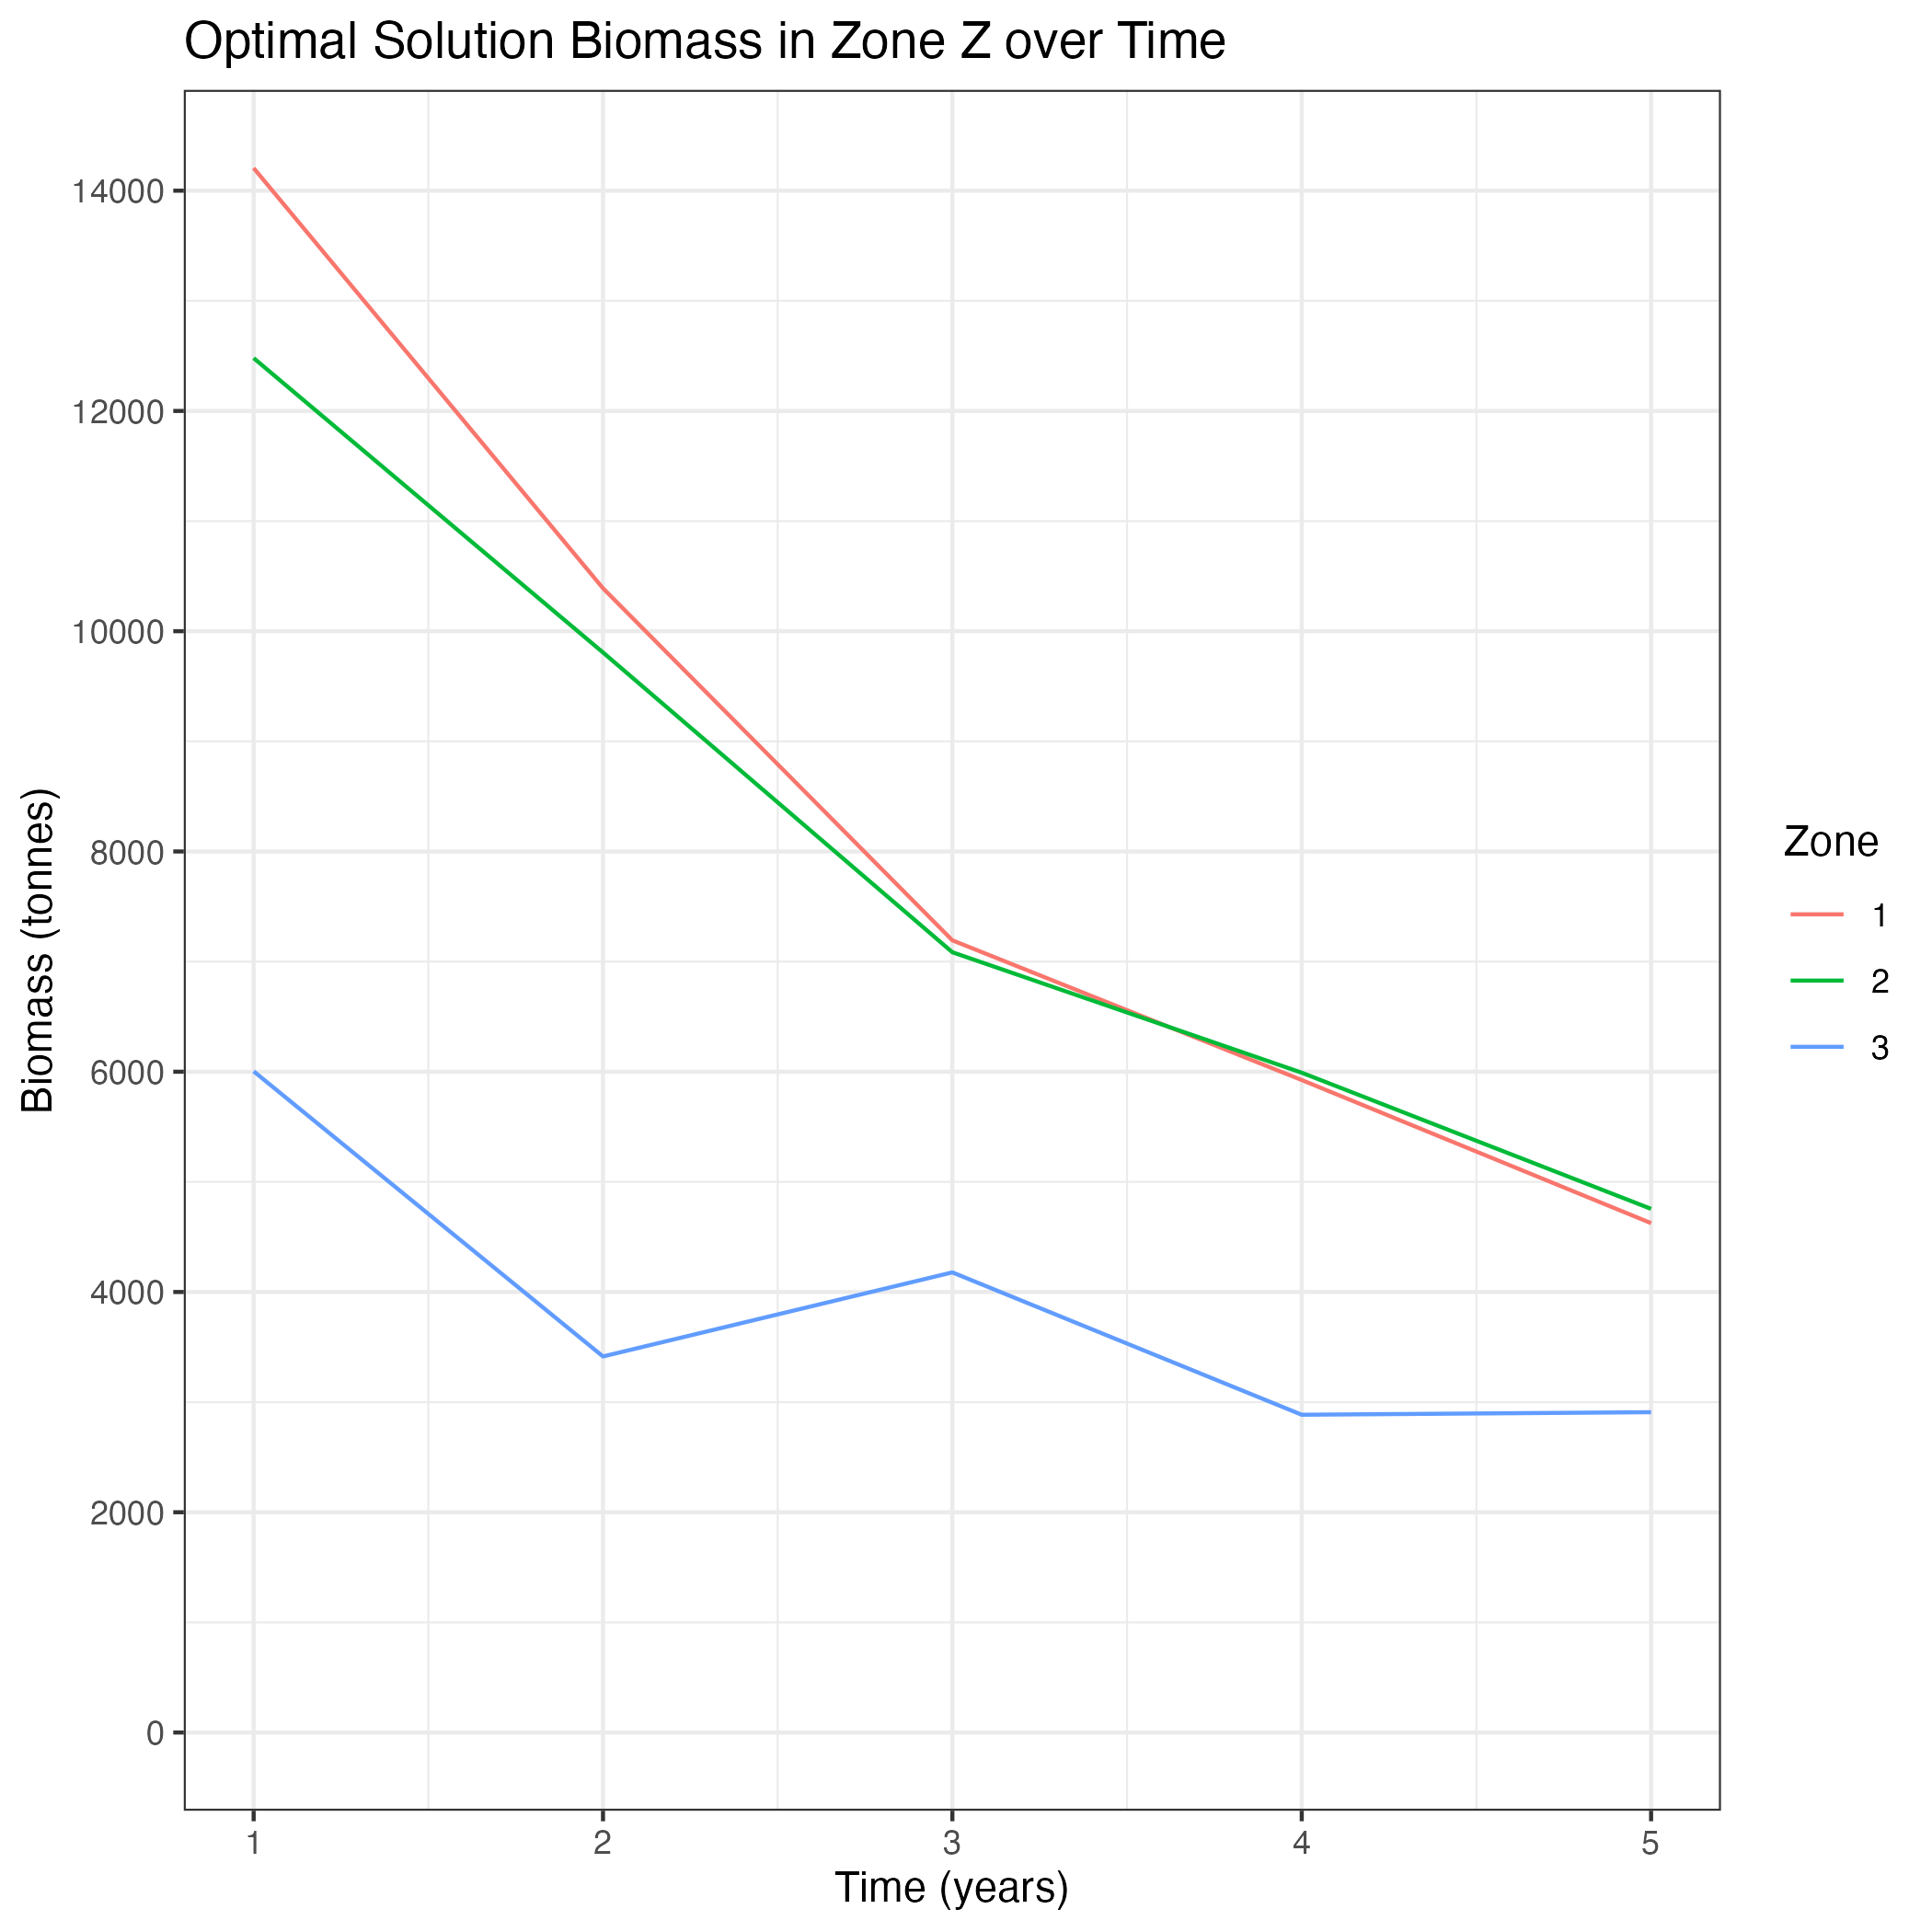 Optimal Solution Biomass in Zone Z over Time
14000
12000
10000
8000
6000
4000
2000
0
Biomass (tonnes)
1 2 3 4 5
Time (years)
Zone
1
2
3